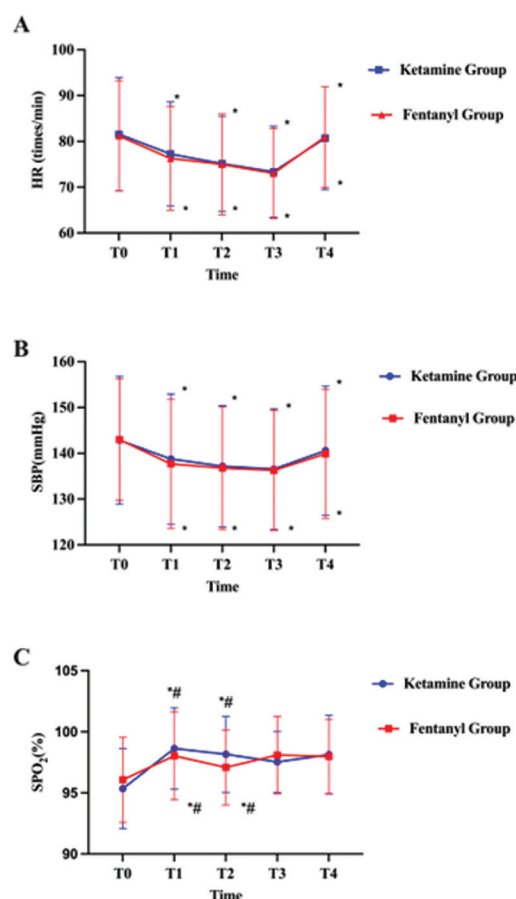 A
HR (times/min)
100
90
80
70
60
* * * *
* * * *
T0 T1 T2 T3 T4
Time
Ketamine Group
Fentanyl Group
B
SBP(mmHg)
160
150
140
130
120
* * * *
* * * *
T0 T1 T2 T3 T4
Time
Ketamine Group
Fentanyl Group
C
SPO₂(%)
105
100
95
90
*# *#
*# *#
T0 T1 T2 T3 T4
Time
Ketamine Group
Fentanyl Group